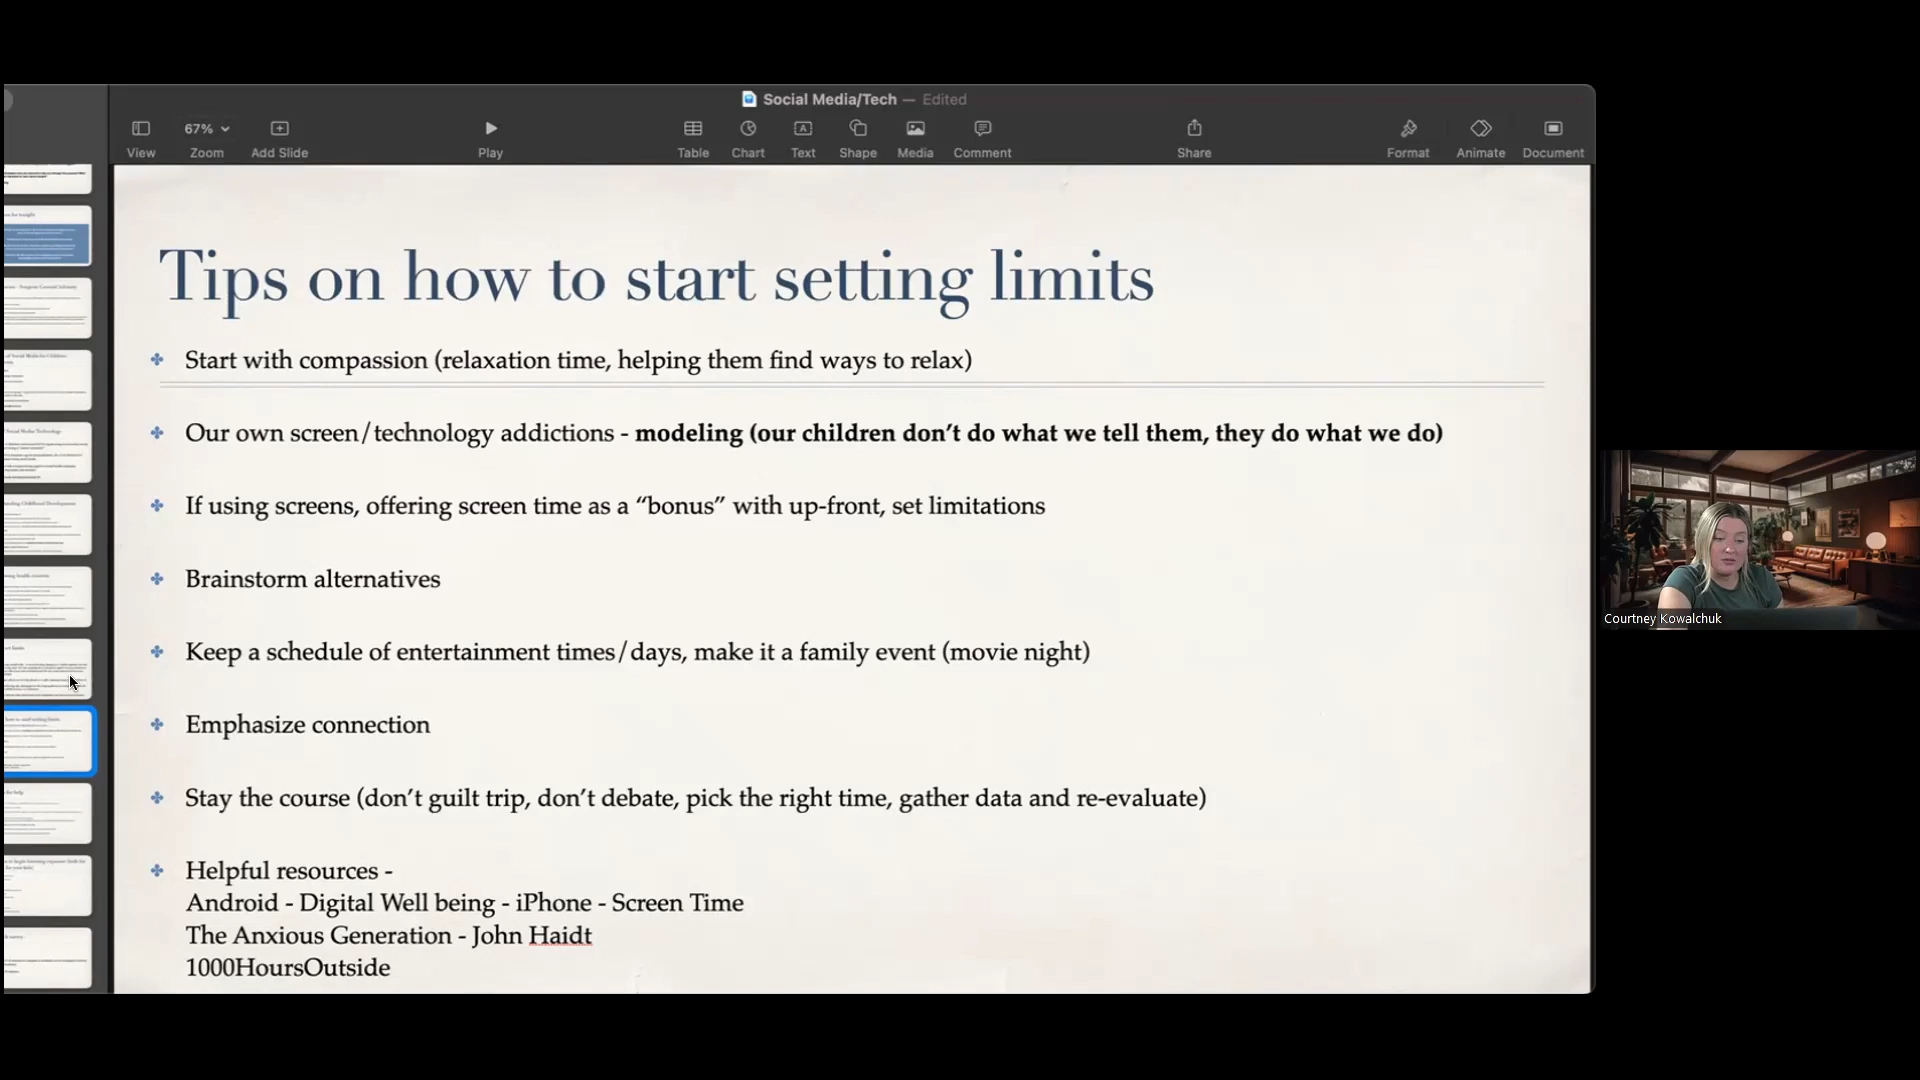 Social Media/Tech — Edited
67%
View Zoom Add Slide Play Table Chart Text Shape Media Comment Share Format Animate Document
Tips on how to start setting limits
Start with compassion (relaxation time, helping them find ways to relax)
Our own screen/technology addictions - modeling (our children don’t do what we tell them, they do what we do)
If using screens, offering screen time as a “bonus” with up-front, set limitations
Brainstorm alternatives
Keep a schedule of entertainment times/days, make it a family event (movie night)
Emphasize connection
Stay the course (don’t guilt trip, don’t debate, pick the right time, gather data and re-evaluate)
Helpful resources -
Android - Digital Well being - iPhone - Screen Time
The Anxious Generation - John Haidt
1000HoursOutside
Courtney Kowalchuk